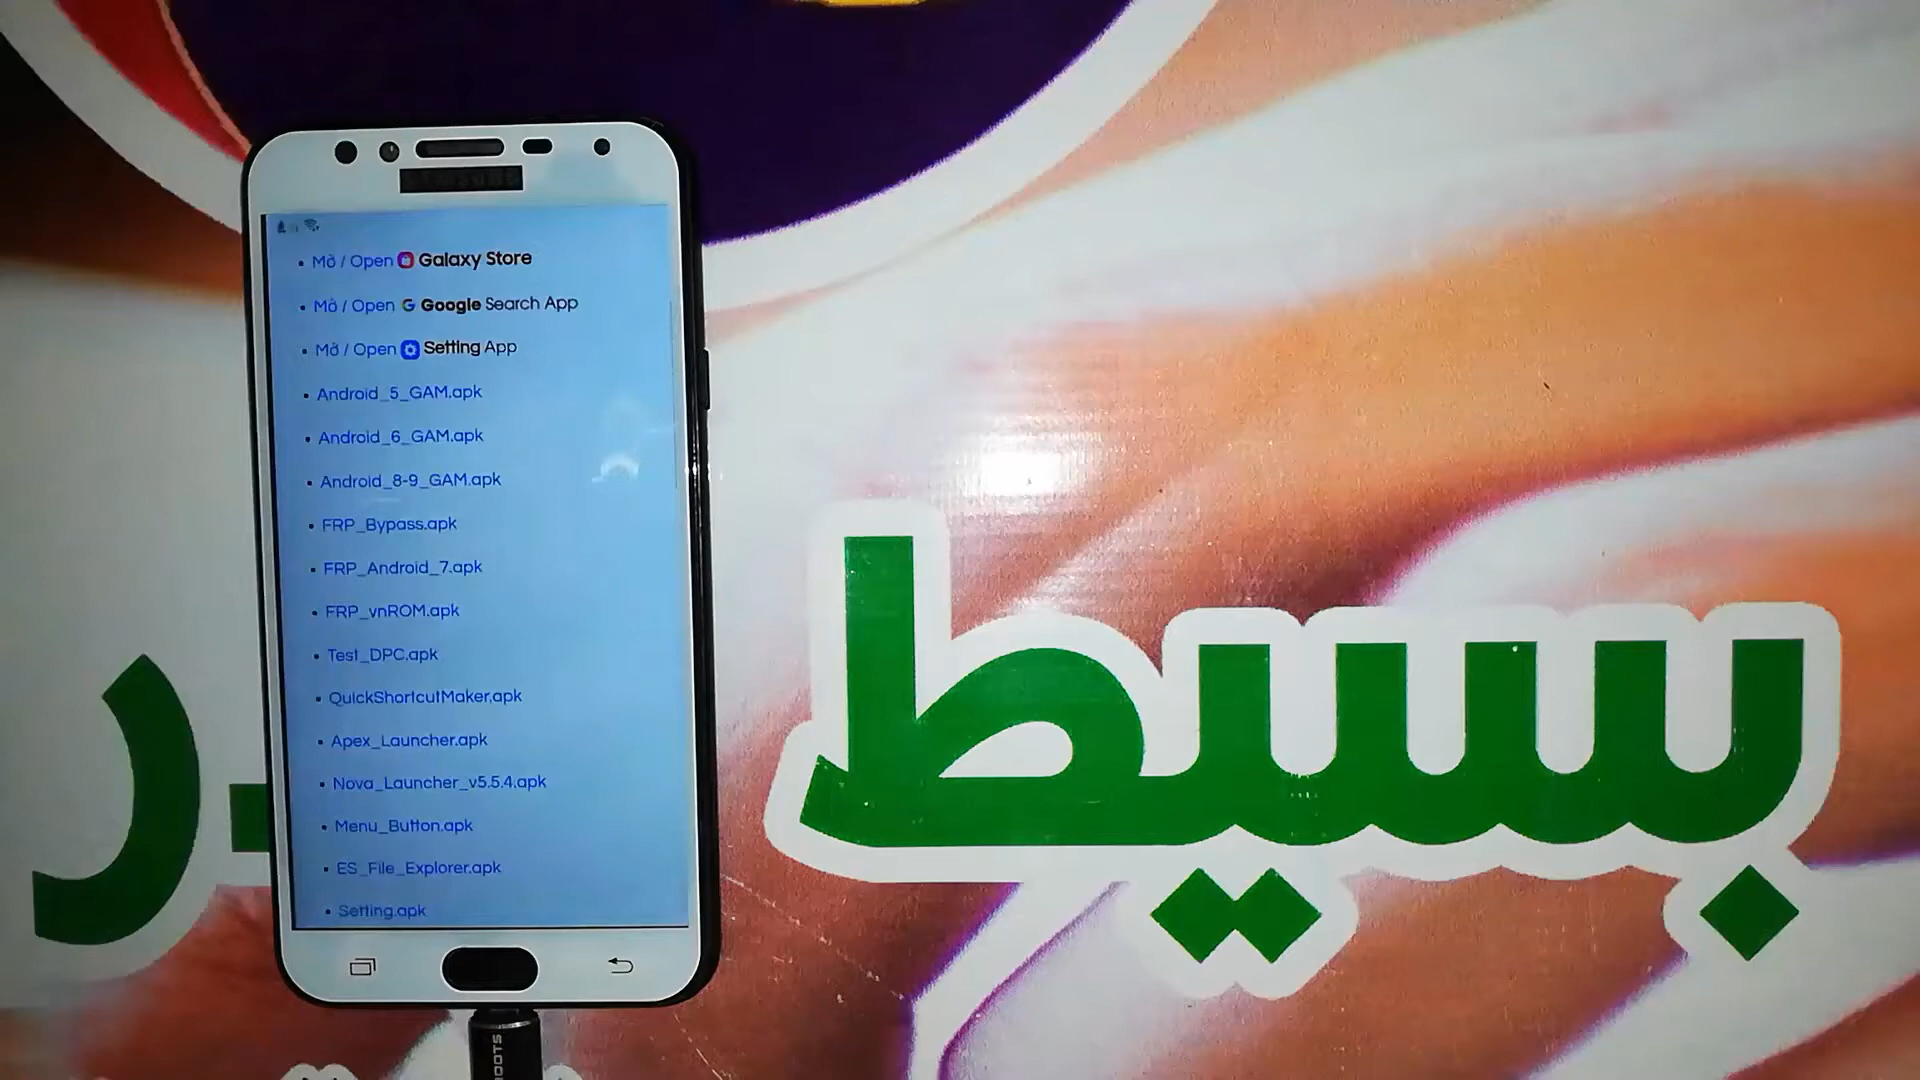 Mở / Open Galaxy Store
Mở / Open Google Search App
Mở / Open Setting App
Android_5_GAM.apk
Android_6_GAM.apk
Android_8-9_GAM.apk
FRP_Bypass.apk
FRP_Android_7.apk
FRP_vnROM.apk
Test_DPC.apk
QuickShortcutMaker.apk
Apex_Launcher.apk
Nova_Launcher_v5.5.4.apk
Menu_Button.apk
ES_File_Explorer.apk
Setting.apk
بسيط